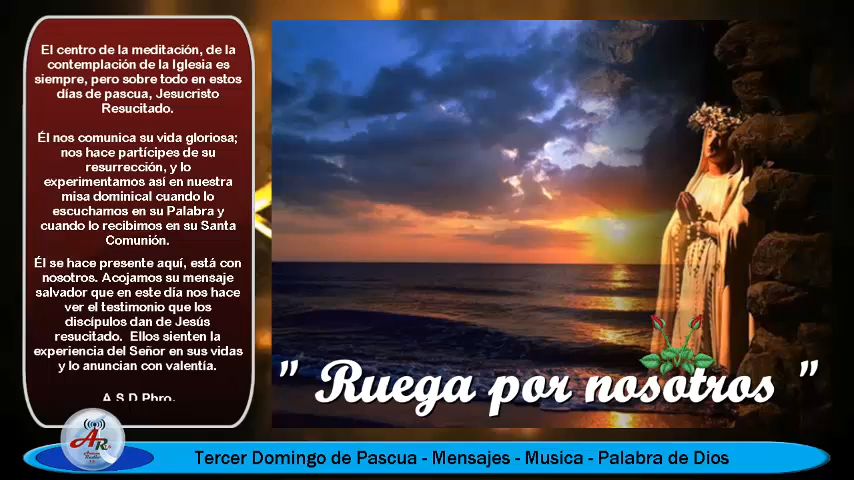 El centro de la meditación, de la
contemplación de la Iglesia es
siempre, pero sobre todo en estos
días de pascua, Jesucristo
Resucitado.
Él nos comunica su vida gloriosa;
nos hace partícipes de su
resurrección, y lo
experimentamos así en nuestra
misa dominical cuando lo
escuchamos en su Palabra y
cuando lo recibimos en su Santa
Comunión.
Él se hace presente aquí, está con
nosotros. Acojamos su mensaje
salvador que en este día nos hace
ver el testimonio que los
discípulos dan de Jesús
resucitado. Ellos sienten la
experiencia del Señor en sus vidas
y lo anuncian con valentía.
A.S.D.Pbro.
" Ruega por nosotros "
Tercer Domingo de Pascua - Mensajes - Musica - Palabra de Dios